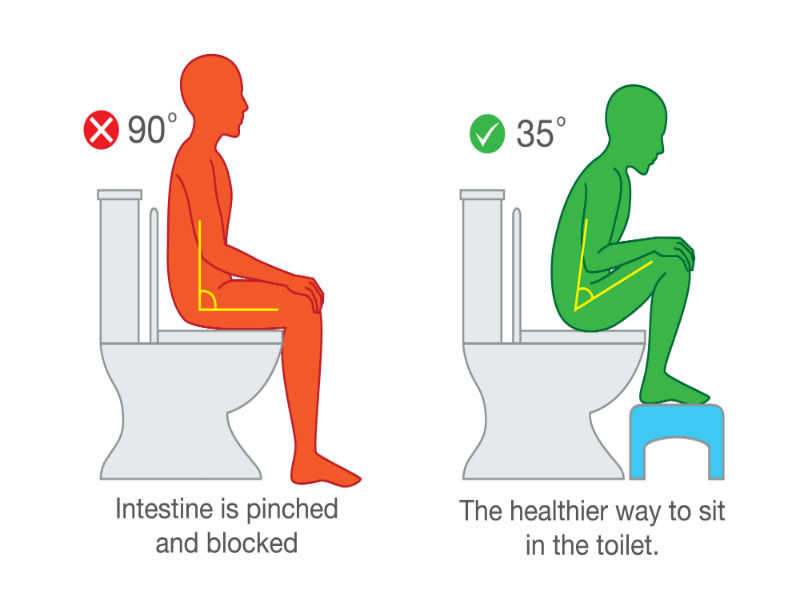 90°
35°
Intestine is pinched
and blocked
The healthier way to sit
in the toilet.